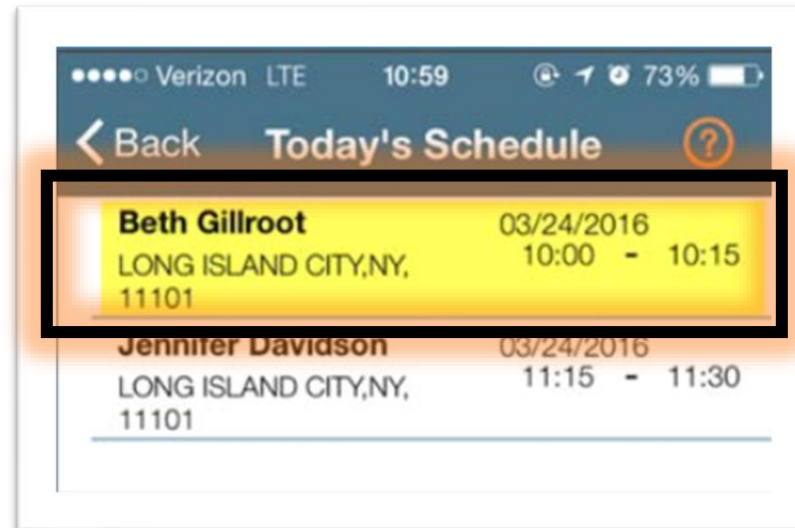 Verizon LTE 10:59 73%
Back Today's Schedule ?
Beth Gillroot 03/24/2016
LONG ISLAND CITY,NY, 10:00 - 10:15
11101
Jennifer Davidson 03/24/2016
LONG ISLAND CITY,NY, 11:15 - 11:30
11101